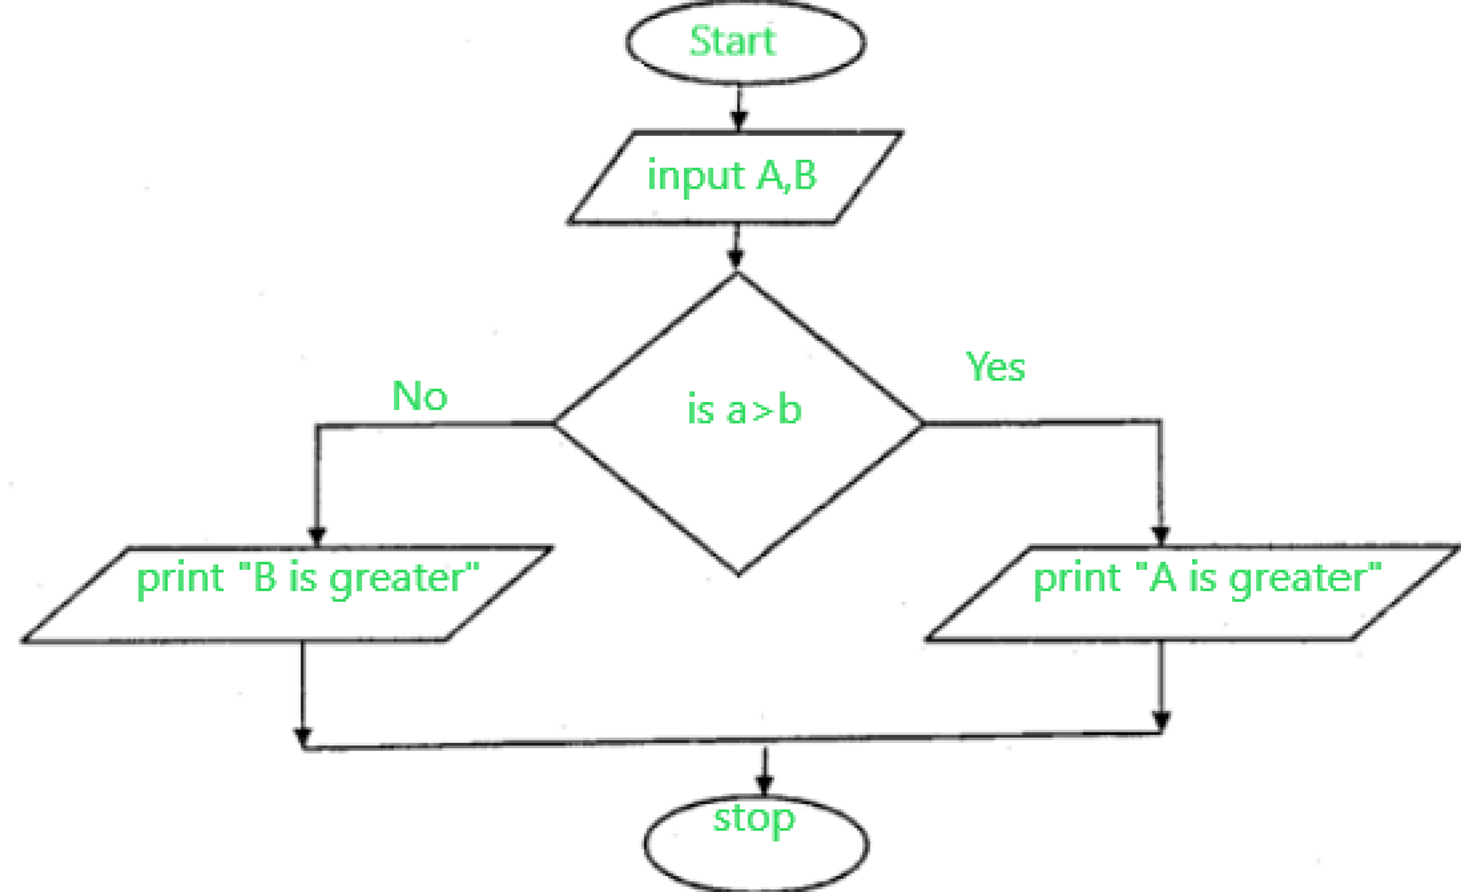 Start
input A,B
is a>b
No
Yes
print "B is greater"
print "A is greater"
stop